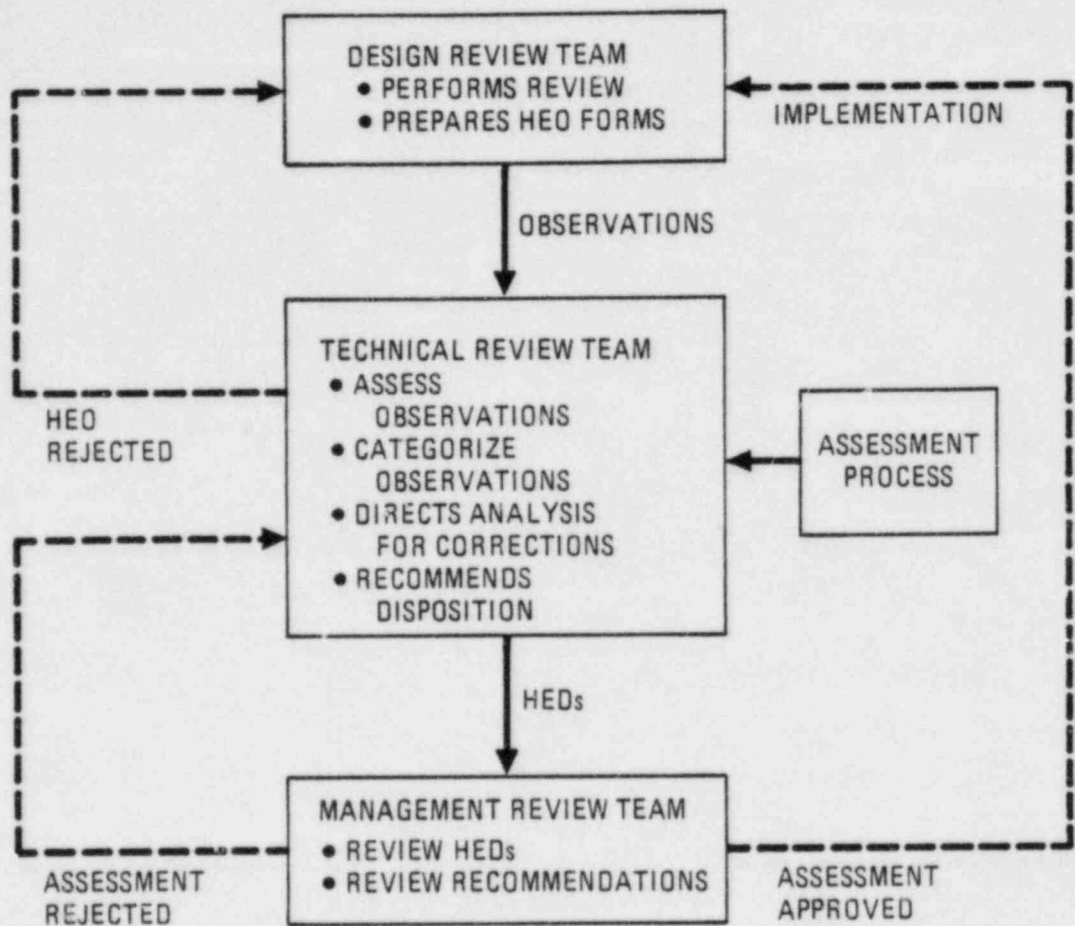 DESIGN REVIEW TEAM
• PERFORMS REVIEW
• PREPARES HEO FORMS
IMPLEMENTATION
OBSERVATIONS
TECHNICAL REVIEW TEAM
• ASSESS
OBSERVATIONS
• CATEGORIZE
OBSERVATIONS
• DIRECTS ANALYSIS
FOR CORRECTIONS
• RECOMMENDS
DISPOSITION
HEO
REJECTED
ASSESSMENT
PROCESS
HEDs
MANAGEMENT REVIEW TEAM
• REVIEW HEDs
• REVIEW RECOMMENDATIONS
ASSESSMENT
REJECTED
ASSESSMENT
APPROVED